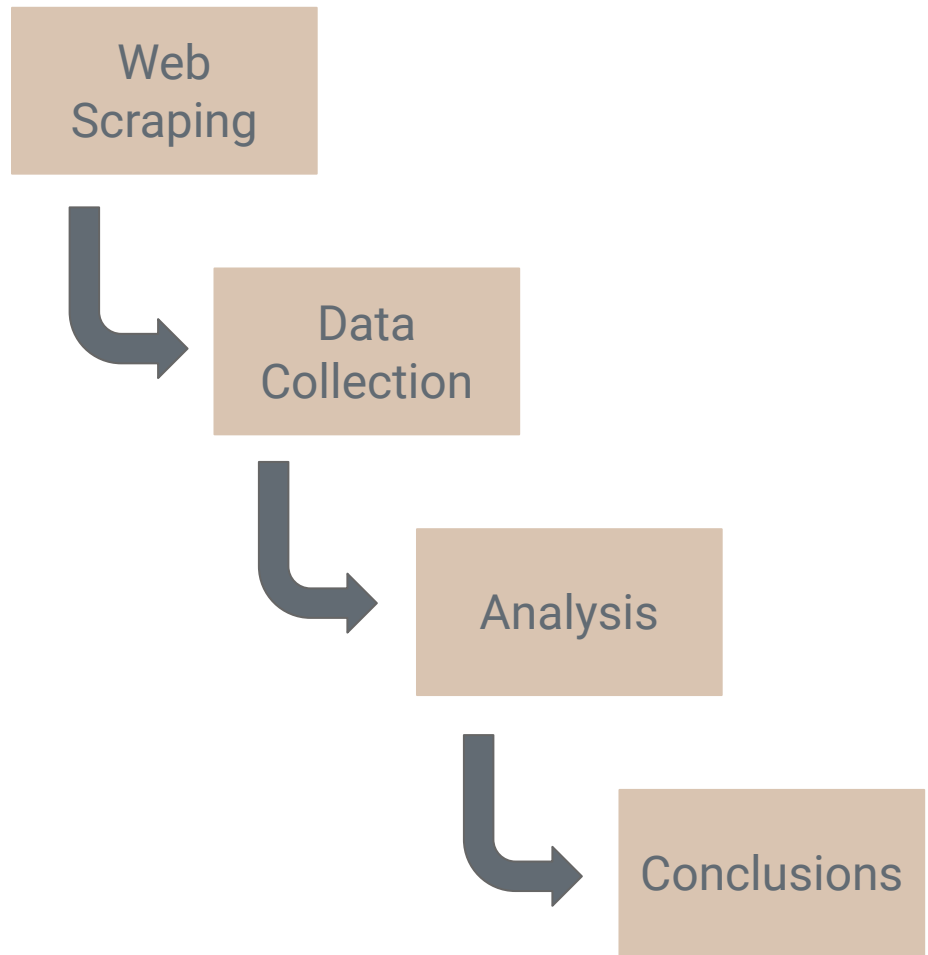 Web
Scraping
Data
Collection
Analysis
Conclusions